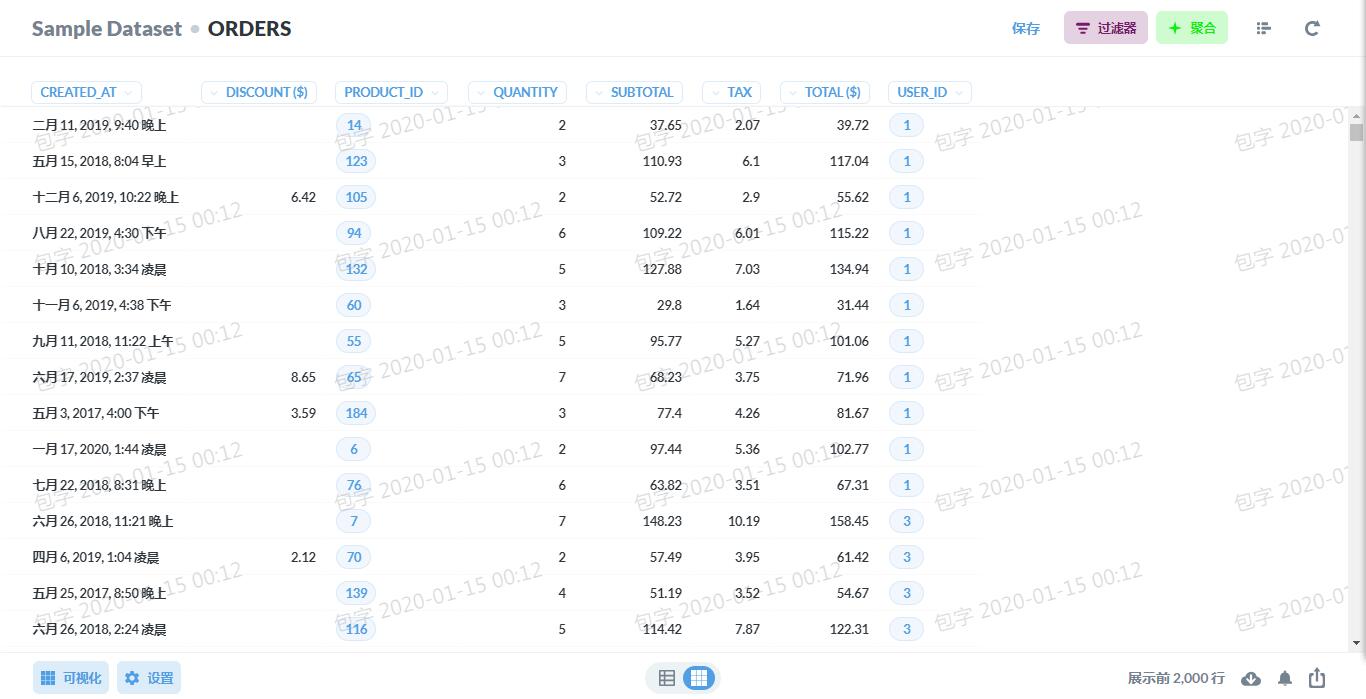 Sample Dataset • ORDERS 保存 过滤器 聚合
CREATED_AT DISCOUNT ($) PRODUCT_ID QUANTITY SUBTOTAL TAX TOTAL ($) USER_ID
二月 11, 2019, 9:40 晚上 14 2 37.65 2.07 39.72 1
五月 15, 2018, 8:04 早上 123 3 110.93 6.1 117.04 1
十二月 6, 2019, 10:22 晚上 6.42 105 2 52.72 2.9 55.62 1
八月 22, 2019, 4:30 下午 94 6 109.22 6.01 115.22 1
十月 10, 2018, 3:34 凌晨 132 5 127.88 7.03 134.94 1
十一月 6, 2019, 4:38 下午 60 3 29.8 1.64 31.44 1
九月 11, 2018, 11:22 上午 55 5 95.77 5.27 101.06 1
六月 17, 2019, 2:37 凌晨 8.65 65 7 68.23 3.75 71.96 1
五月 3, 2017, 4:00 下午 3.59 184 3 77.4 4.26 81.67 1
一月 17, 2020, 1:44 凌晨 6 2 97.44 5.36 102.77 1
七月 22, 2018, 8:31 晚上 76 6 63.82 3.51 67.31 1
六月 26, 2018, 11:21 晚上 7 7 148.23 10.19 158.45 3
四月 6, 2019, 1:04 凌晨 2.12 70 2 57.49 3.95 61.42 3
五月 25, 2017, 8:50 晚上 139 4 51.19 3.52 54.67 3
六月 26, 2018, 2:24 凌晨 116 5 114.42 7.87 122.31 3
包字 2020-01-15 00:12
可视化 设置 展示前 2,000 行